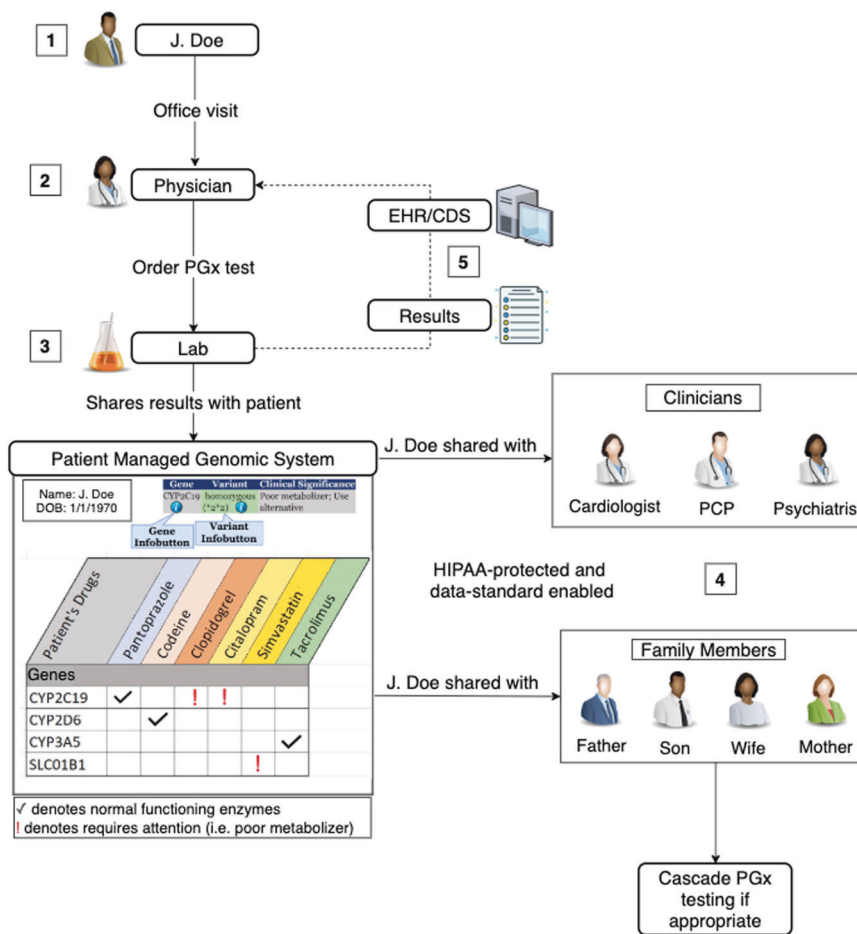 1
J. Doe
Office visit
2
Physician
EHR/CDS
5
Order PGx test
Results
3
Lab
Shares results with patient
Clinicians
J. Doe shared with
Cardiologist
PCP
Psychiatris
Patient Managed Genomic System
Name: J. Doe
DOB: 1/1/1970
Gene Variant Clinical Significance
CYP2C19 homozygous Poor metabolizer; Use
(*2*2) alternative
Gene
Infobutton
Variant
Infobutton
HIPAA-protected and
data-standard enabled
4
Patient's Drugs
Pantoprazole
Codeine
Clopidogrel
Citalopram
Simvastatin
Tacrolimus
Genes
CYP2C19 ✓ ! !
CYP2D6 ✓
CYP3A5 ✓
SLC01B1 !
✓ denotes normal functioning enzymes
! denotes requires attention (i.e. poor metabolizer)
J. Doe shared with
Family Members
Father
Son
Wife
Mother
Cascade PGx
testing if
appropriate